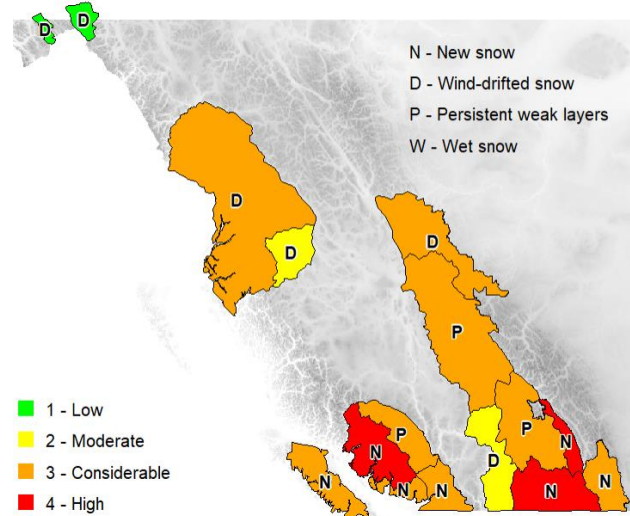 D
D
N - New snow
D - Wind-drifted snow
P - Persistent weak layers
W - Wet snow
D
D
D
P
P
N
P
N
D
N
N
N
N
N
1 - Low
2 - Moderate
3 - Considerable
4 - High